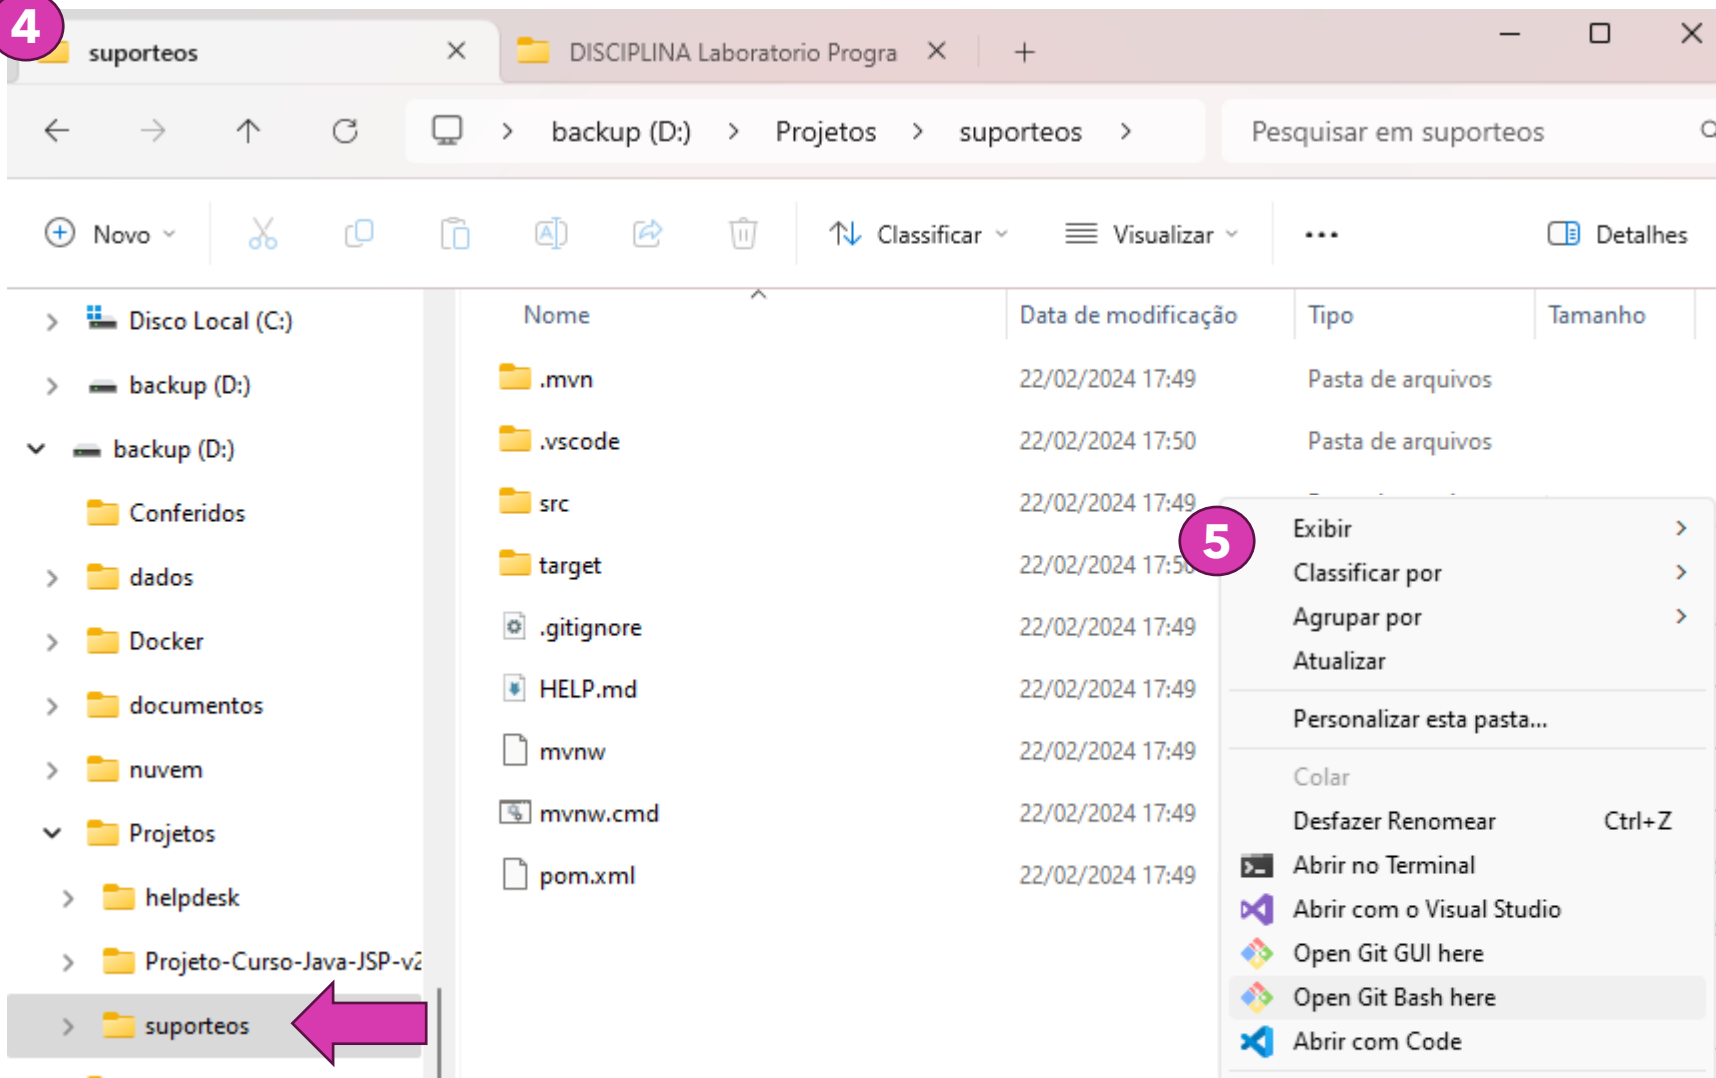 4
suporteos
DISCIPLINA Laboratorio Progra
backup (D:) > Projetos > suporteos >
Pesquisar em suporteos
Novo
Classificar
Visualizar
Detalhes
Disco Local (C:)
backup (D:)
backup (D:)
Conferidos
dados
Docker
documentos
nuvem
Projetos
helpdesk
Projeto-Curso-Java-JSP-v2
suporteos
Nome Data de modificação Tipo Tamanho
.mvn 22/02/2024 17:49 Pasta de arquivos
.vscode 22/02/2024 17:50 Pasta de arquivos
src 22/02/2024 17:49
target 22/02/2024 17:50
.gitignore 22/02/2024 17:49
HELP.md 22/02/2024 17:49
mvnw 22/02/2024 17:49
mvnw.cmd 22/02/2024 17:49
pom.xml 22/02/2024 17:49
5
Exibir
Classificar por
Agrupar por
Atualizar
Personalizar esta pasta...
Colar
Desfazer Renomear Ctrl+Z
Abrir no Terminal
Abrir com o Visual Studio
Open Git GUI here
Open Git Bash here
Abrir com Code